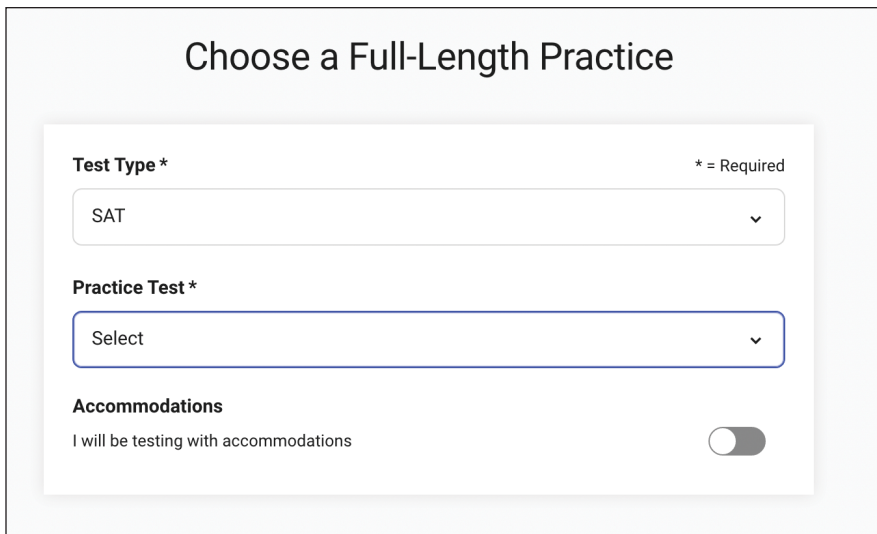 Choose a Full-Length Practice
Test Type *
* = Required
SAT
Practice Test *
Select
Accommodations
I will be testing with accommodations